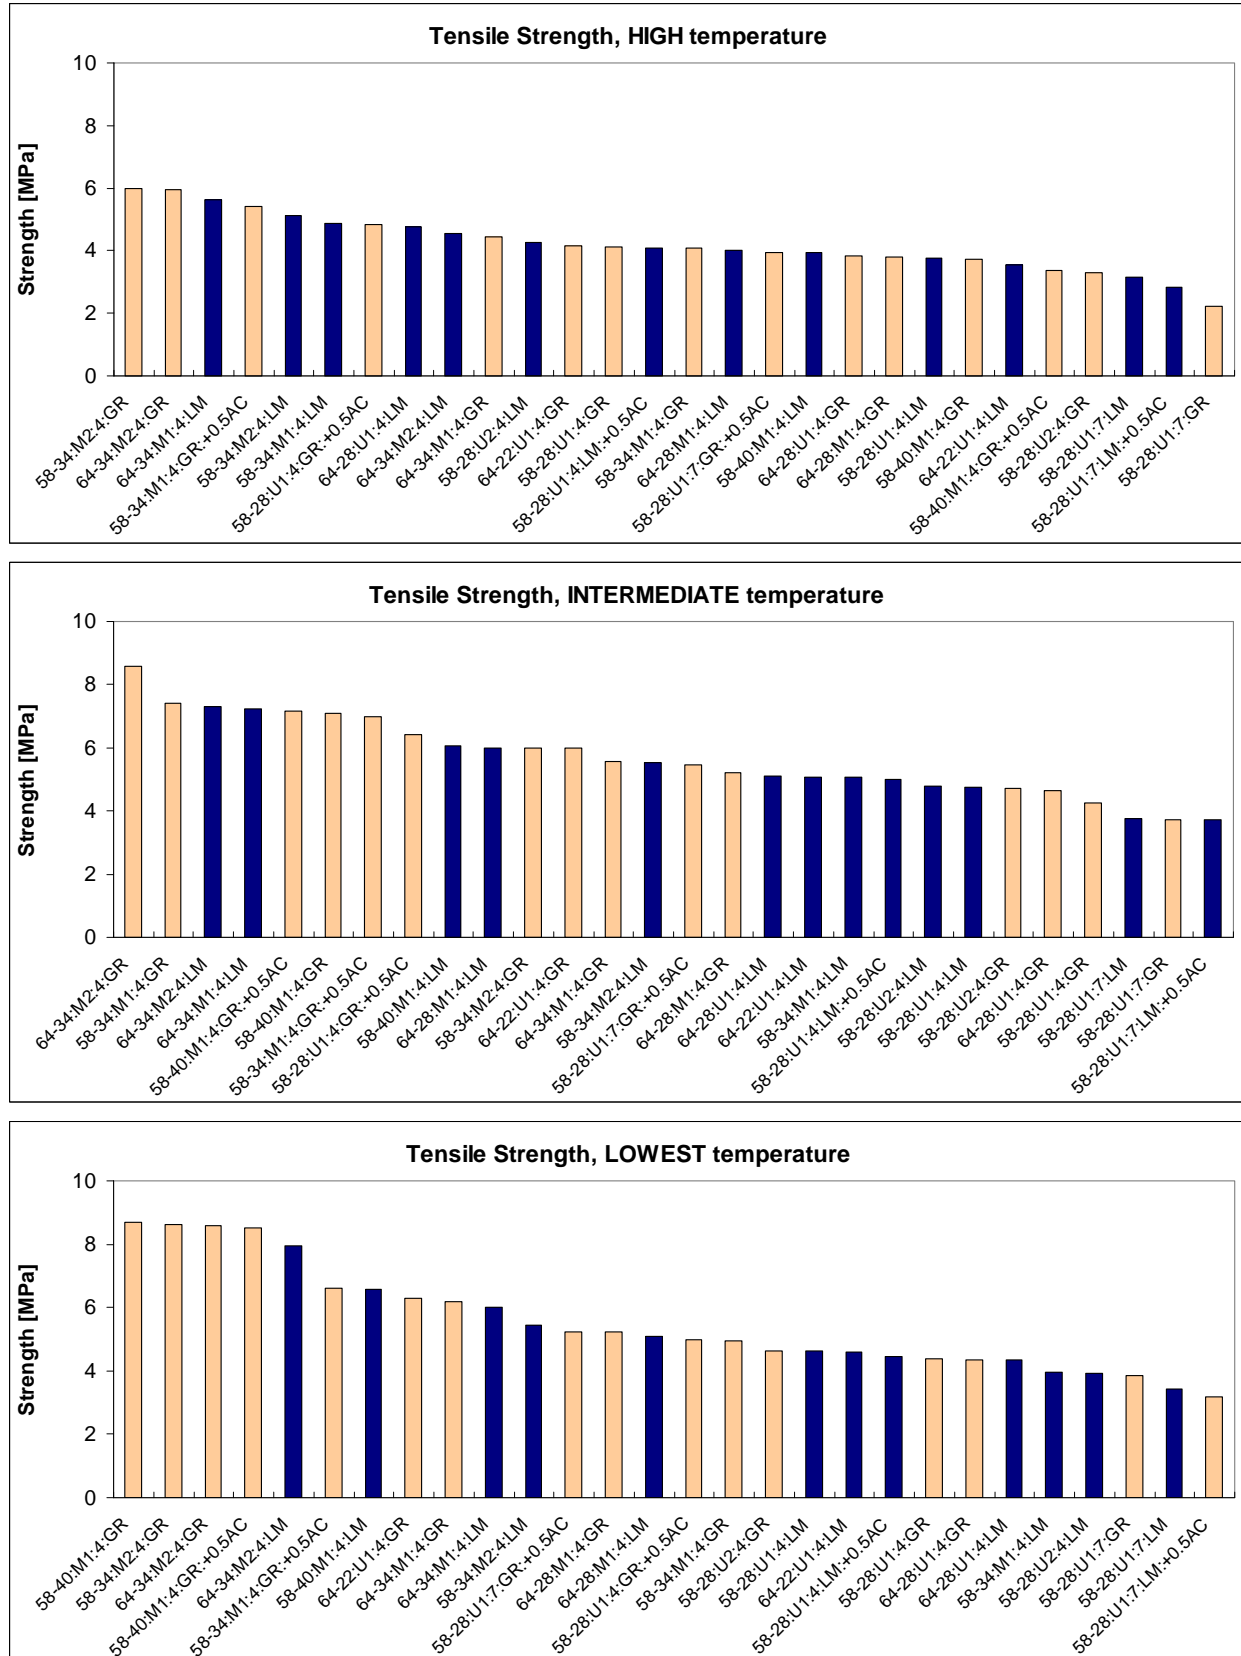 Tensile Strength, HIGH temperature
Strength [MPa]
10
8
6
4
2
0
58-34:M2:4:GR
64-34:M2:4:GR
64-34:M1:4:LM
58-34:M1:4:GR:+0.5AC
58-34:M2:4:LM
58-34:M1:4:LM
58-28:U1:4:GR:+0.5AC
64-28:U1:4:LM
64-34:M2:4:LM
64-34:M1:4:GR
58-28:U2:4:LM
64-22:U1:4:GR
58-28:U1:4:GR
58-28:U1:4:LM:+0.5AC
58-34:M1:4:GR
64-28:M1:4:LM
58-28:U1:7:GR:+0.5AC
58-40:M1:4:LM
64-28:U1:4:GR
64-28:M1:4:GR
58-28:U1:4:LM
58-40:M1:4:GR
64-22:U1:4:LM
58-40:M1:4:GR:+0.5AC
58-28:U2:4:GR
58-28:U1:7:LM
58-28:U1:7:LM:+0.5AC
58-28:U1:7:GR
Tensile Strength, INTERMEDIATE temperature
Strength [MPa]
10
8
6
4
2
0
64-34:M2:4:GR
58-34:M1:4:GR
64-34:M2:4:LM
64-34:M1:4:LM
58-40:M1:4:GR:+0.5AC
58-40:M1:4:GR
58-34:M1:4:GR:+0.5AC
58-28:U1:4:GR:+0.5AC
58-40:M1:4:LM
64-28:M1:4:LM
58-34:M2:4:GR
64-22:U1:4:GR
64-34:M1:4:GR
58-34:M2:4:LM
58-28:U1:7:GR:+0.5AC
64-28:M1:4:GR
64-28:U1:4:LM
64-22:U1:4:LM
58-34:M1:4:LM
58-28:U1:4:LM:+0.5AC
58-28:U2:4:LM
58-28:U1:4:LM
58-28:U2:4:GR
64-28:U1:4:GR
58-28:U1:4:GR
58-28:U1:7:LM
58-28:U1:7:GR
58-28:U1:7:LM:+0.5AC
Tensile Strength, LOWEST temperature
Strength [MPa]
10
8
6
4
2
0
58-40:M1:4:GR
58-34:M2:4:GR
64-34:M2:4:GR
58-40:M1:4:GR:+0.5AC
64-34:M2:4:LM
58-34:M1:4:GR:+0.5AC
58-40:M1:4:LM
64-22:U1:4:GR
64-34:M1:4:GR
64-34:M1:4:LM
58-34:M2:4:LM
58-28:U1:7:GR:+0.5AC
64-28:M1:4:GR
64-28:M1:4:LM
58-28:U1:4:GR:+0.5AC
58-34:M1:4:GR
58-28:U2:4:GR
58-28:U1:4:LM
64-22:U1:4:LM
58-28:U1:4:LM:+0.5AC
58-28:U1:4:GR
64-28:U1:4:GR
64-28:U1:4:LM
58-34:M1:4:LM
58-28:U2:4:LM
58-28:U1:7:GR
58-28:U1:7:LM
58-28:U1:7:LM:+0.5AC